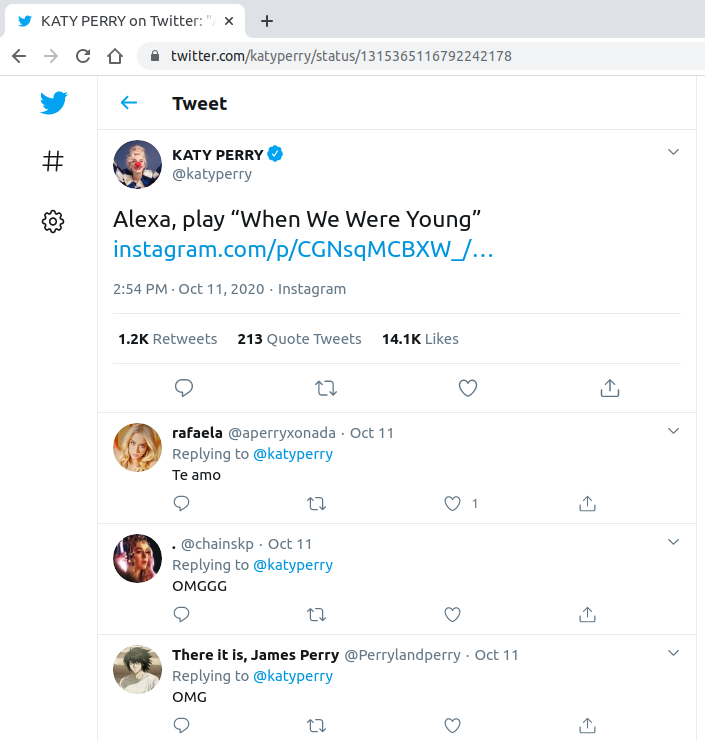 KATY PERRY on Twitter: "
twitter.com/katyperry/status/1315365116792242178
Tweet
KATY PERRY
@katyperry
Alexa, play “When We Were Young”
instagram.com/p/CGNsqMCBXW_/…
2:54 PM · Oct 11, 2020 · Instagram
1.2K Retweets 213 Quote Tweets 14.1K Likes
rafaela @aperryxonada · Oct 11
Replying to @katyperry
Te amo
1
. @chainskp · Oct 11
Replying to @katyperry
OMGGG
There it is, James Perry @Perrylandperry · Oct 11
Replying to @katyperry
OMG